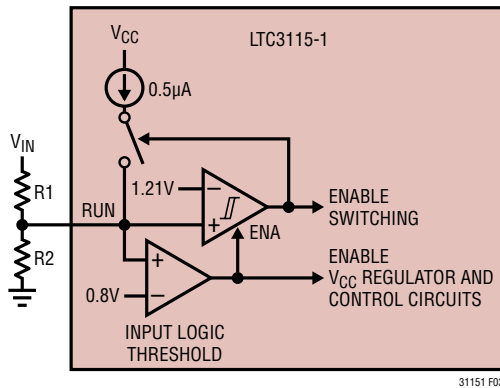 LTC3115-1
VCC
0.5µA
VIN
R1
1.21V
–
ENABLE
SWITCHING
RUN
+
ENA
R2
+
ENABLE
VCC REGULATOR AND
CONTROL CIRCUITS
0.8V
–
INPUT LOGIC
THRESHOLD
31151 F03